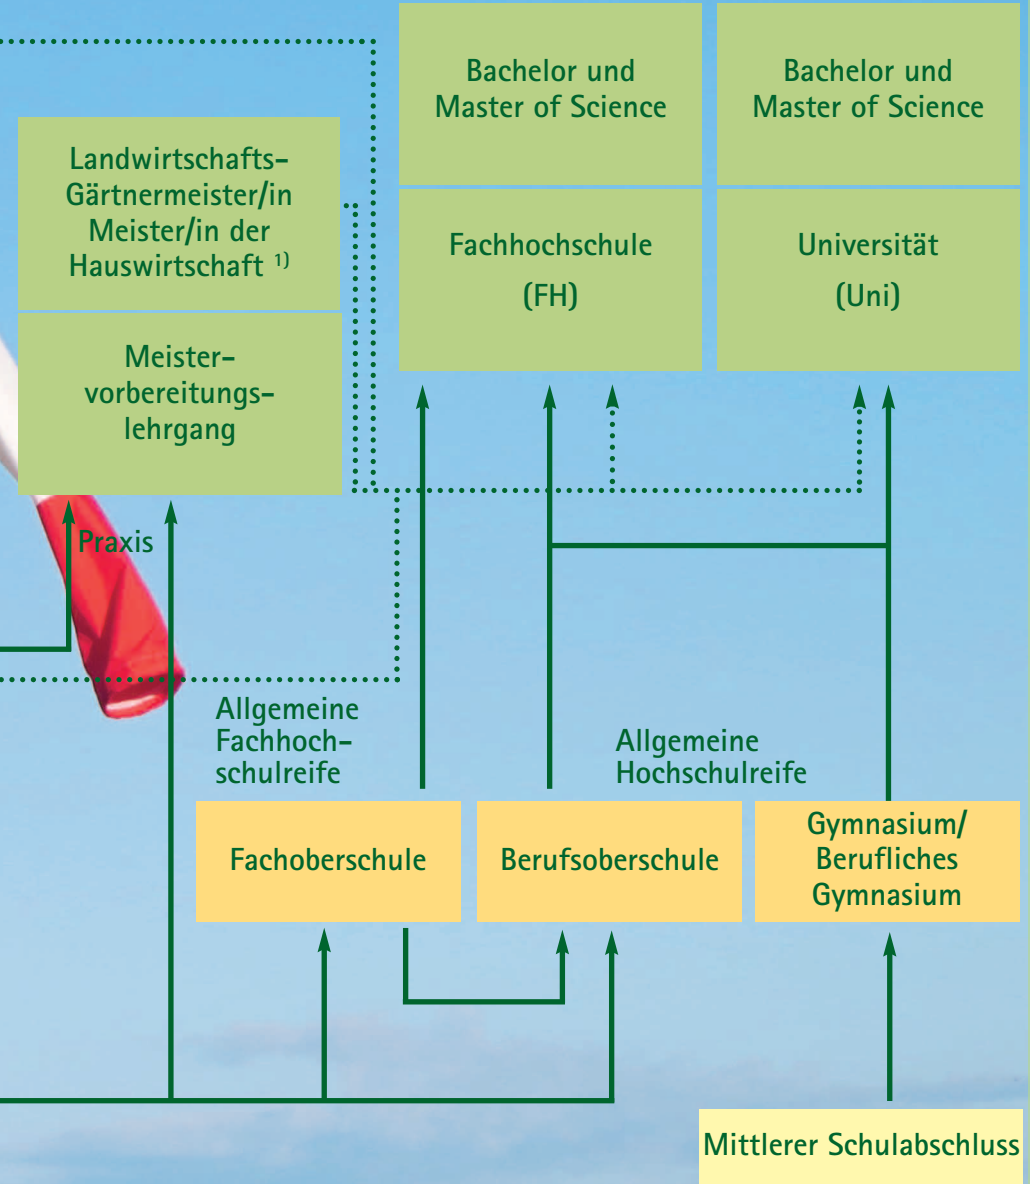 Bachelor und
Master of Science
Bachelor und
Master of Science
Landwirtschafts-
Gärtnermeister/in
Meister/in der
Hauswirtschaft ¹⁾
Fachhochschule
(FH)
Universität
(Uni)
Meister-
vorbereitungs-
lehrgang
Praxis
Allgemeine
Fachhoch-
schulreife
Allgemeine
Hochschulreife
Fachoberschule
Berufsoberschule
Gymnasium/
Berufliches
Gymnasium
Mittlerer Schulabschluss